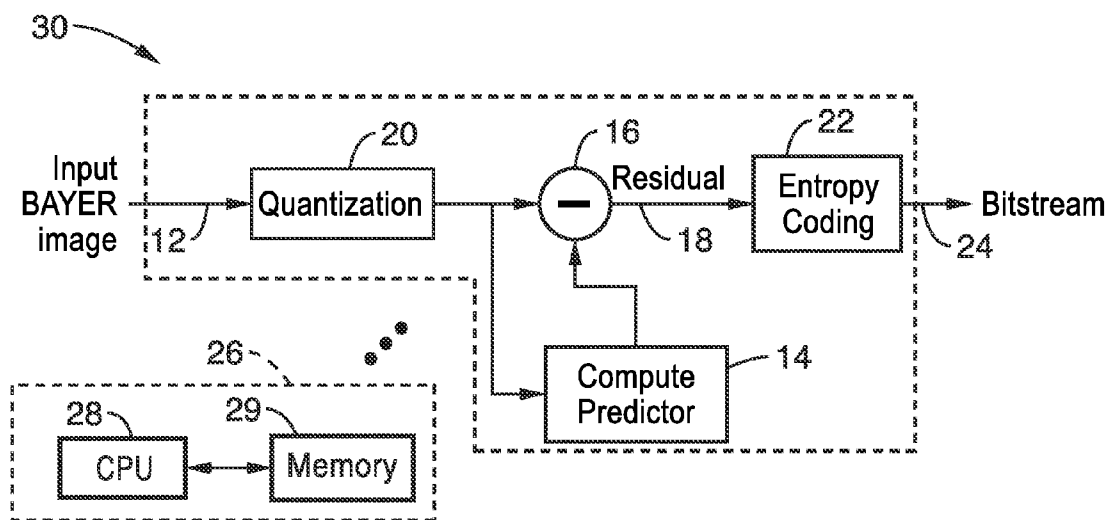 30
20
16
22
Input
BAYER
image
12
Quantization
−
Residual
18
Entropy
Coding
24
Bitstream
26
14
Compute
Predictor
28
29
CPU
Memory